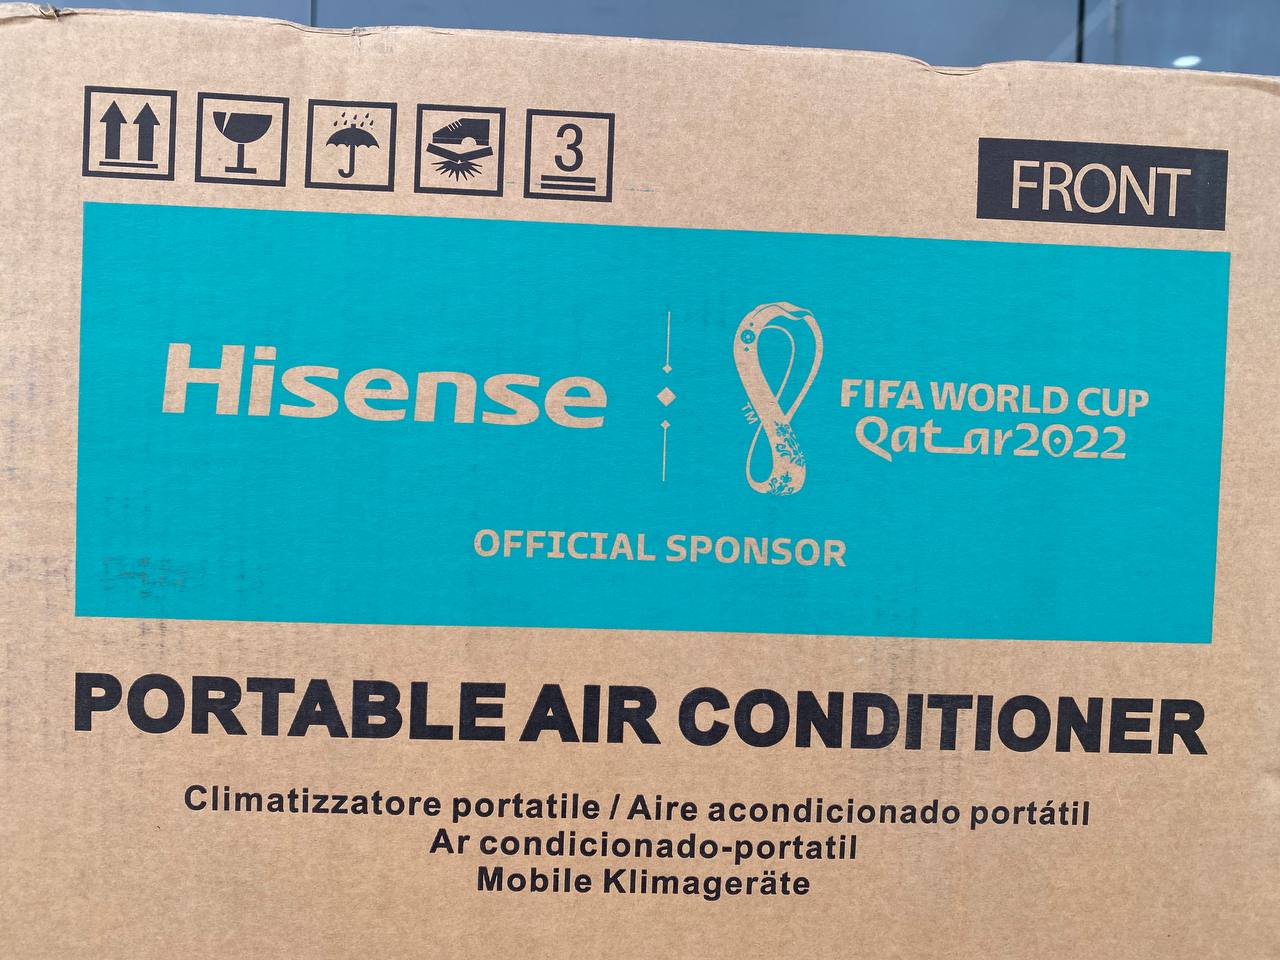 3
FRONT
Hisense
TM
FIFA WORLD CUP
Qatar2022
OFFICIAL SPONSOR
PORTABLE AIR CONDITIONER
Climatizzatore portatile / Aire acondicionado portátil
Ar condicionado-portatil
Mobile Klimageräte